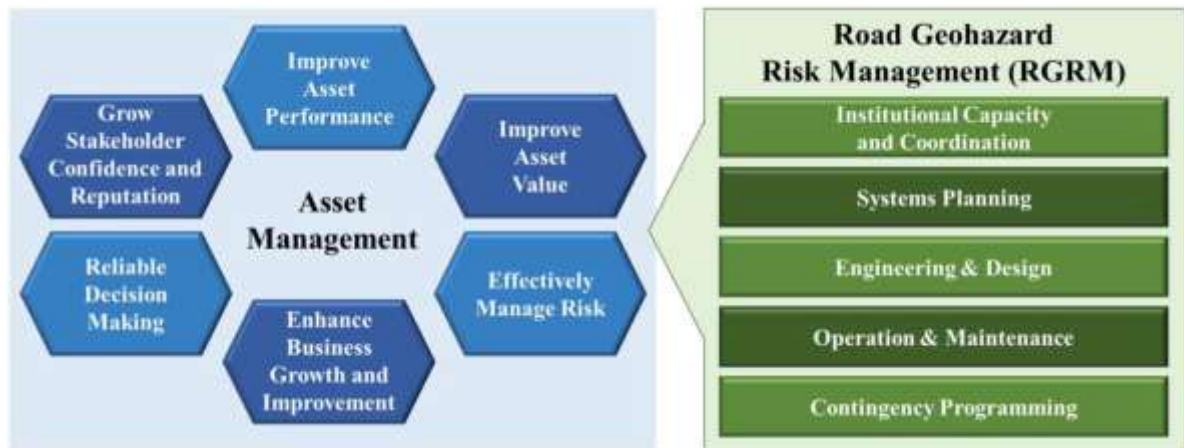 Improve
Asset
Performance
Grow
Stakeholder
Confidence and
Reputation
Improve
Asset
Value
Asset
Management
Reliable
Decision
Making
Effectively
Manage Risk
Enhance
Business
Growth and
Improvement
Road Geohazard
Risk Management (RGRM)
Institutional Capacity
and Coordination
Systems Planning
Engineering & Design
Operation & Maintenance
Contingency Programming